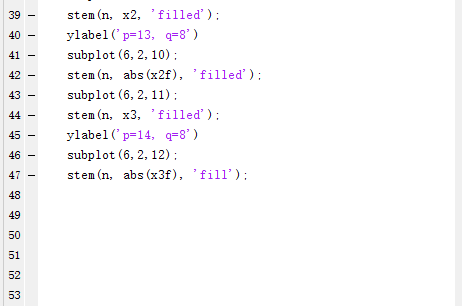 39 - stem(n, x2, 'filled');
40 - ylabel('p=13, q=8')
41 - subplot(6,2,10);
42 - stem(n, abs(x2f), 'filled');
43 - subplot(6,2,11);
44 - stem(n, x3, 'filled');
45 - ylabel('p=14, q=8')
46 - subplot(6,2,12);
47 - stem(n, abs(x3f), 'fill');
48
49
50
51
52
53